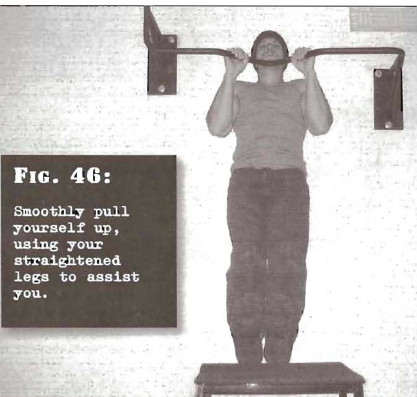 FIG. 46:
Smoothly pull
yourself up,
using your
straightened
legs to assist
you.